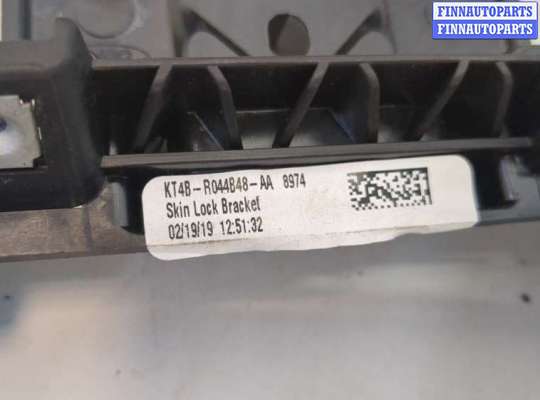 FINNAUTOPARTS
FINNAUTOPARTS
KT4B-R044B48-AA 8974
Skin Lock Bracket
02/19/19 12:51:32